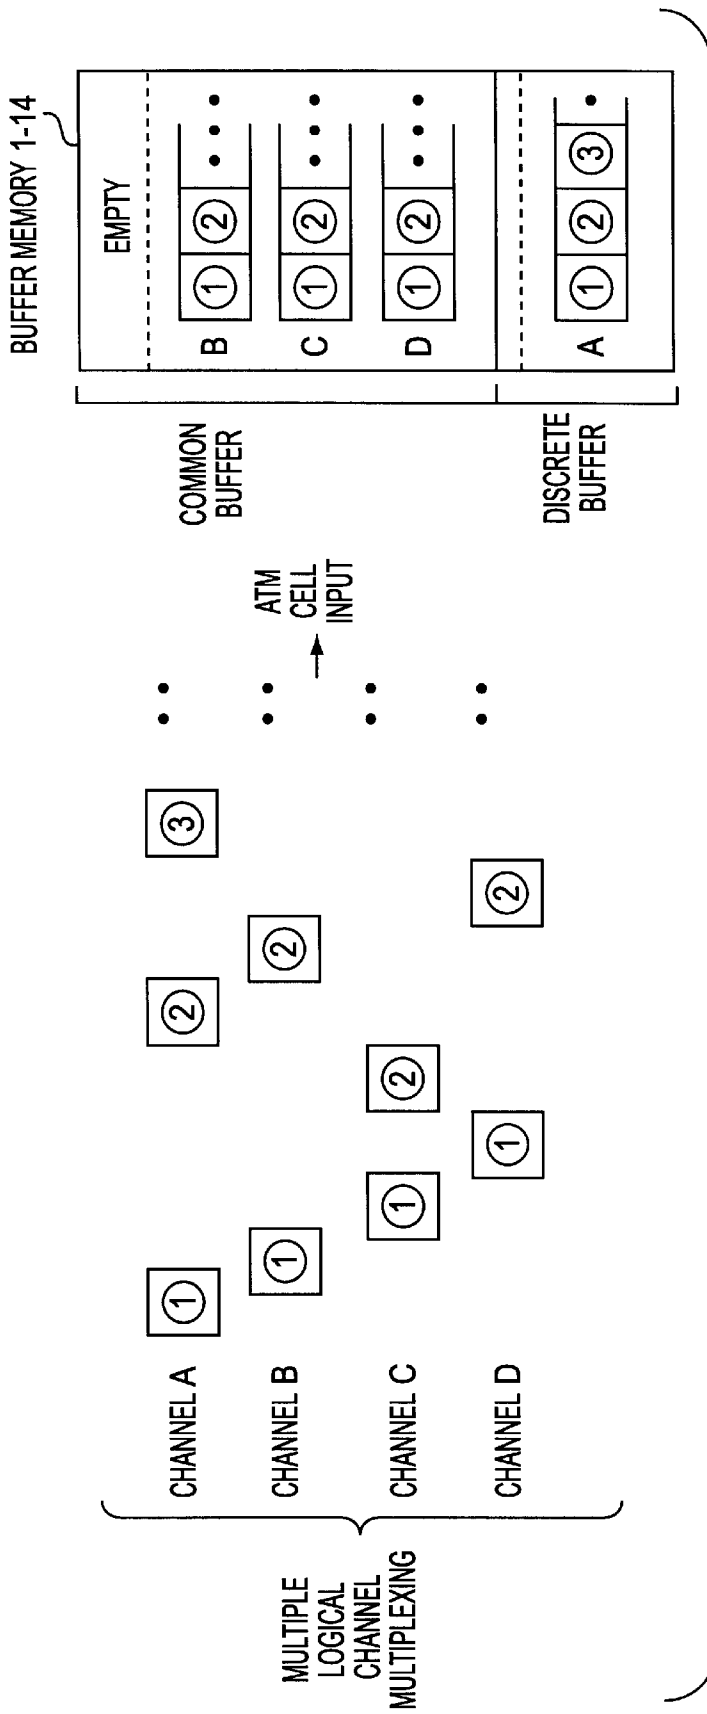 MULTIPLE
LOGICAL
CHANNEL
MULTIPLEXING
CHANNEL A ① ② ③ ••
CHANNEL B ① ② ••
CHANNEL C ① ② ••
CHANNEL D ① ② ••
ATM
CELL
INPUT
BUFFER MEMORY 1-14
COMMON
BUFFER
EMPTY
B ① ② •••
C ① ② •••
D ① ② •••
DISCRETE
BUFFER
A ① ② ③ •